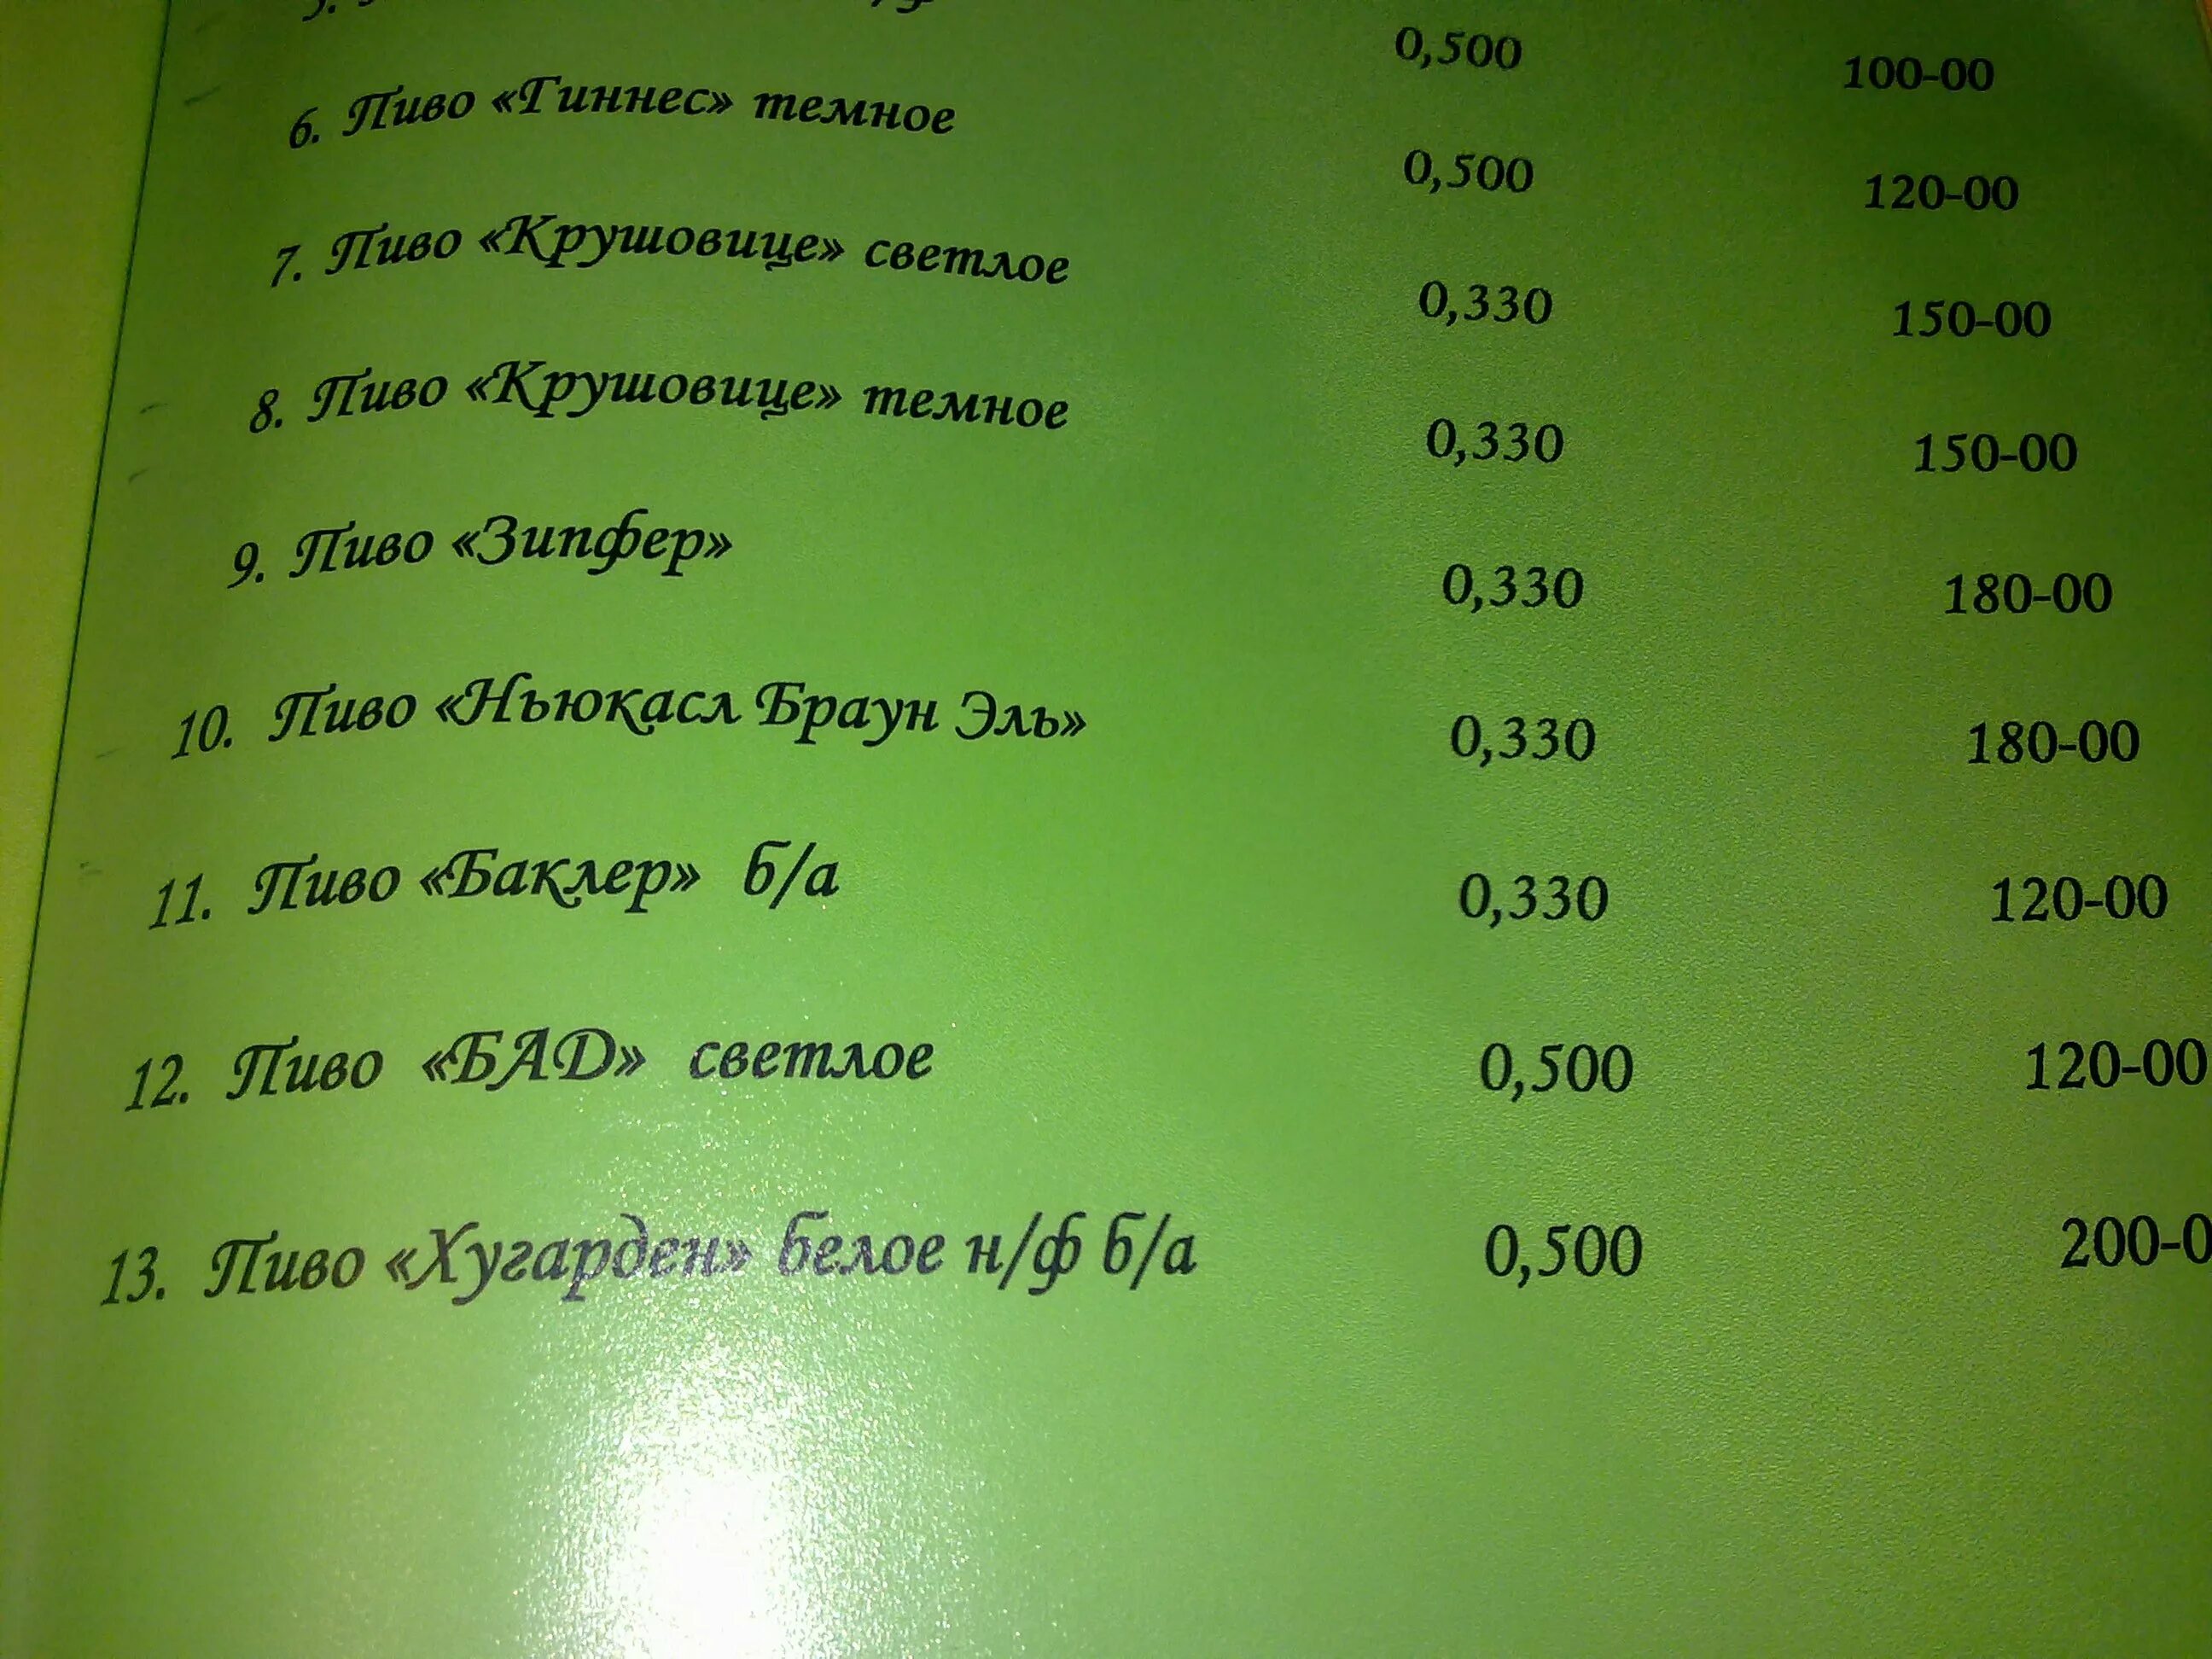 0,500 100-00
6. Пиво «Гиннес» темное 0,500 120-00
7. Пиво «Крушовице» светлое 0,330 150-00
8. Пиво «Крушовице» темное 0,330 150-00
9. Пиво «Зипфер» 0,330 180-00
10. Пиво «Ньюкасл Браун Эль» 0,330 180-00
11. Пиво «Баклер» б/а 0,330 120-00
12. Пиво «БАД» светлое 0,500 120-00
13. Пиво «Хугарден» белое н/ф б/а 0,500 200-0